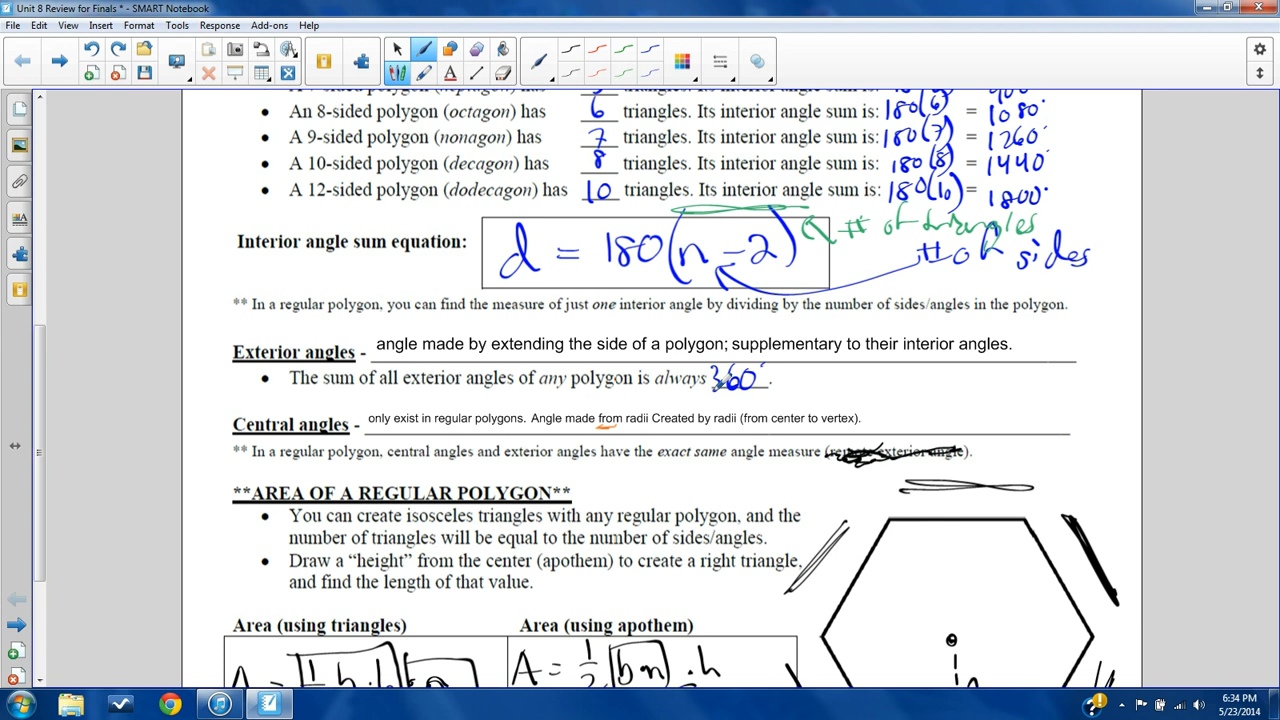 Unit 8 Review for Finals * - SMART Notebook
File Edit View Insert Format Tools Response Add-ons Help
• An 8-sided polygon (octagon) has 6 triangles. Its interior angle sum is: 180(6) = 1080°
• A 9-sided polygon (nonagon) has 7 triangles. Its interior angle sum is: 180(7) = 1260°
• A 10-sided polygon (decagon) has 8 triangles. Its interior angle sum is: 180(8) = 1440°
• A 12-sided polygon (dodecagon) has 10 triangles. Its interior angle sum is: 180(10) = 1800°
# of triangles
Interior angle sum equation: d = 180(n-2) # of sides
** In a regular polygon, you can find the measure of just one interior angle by dividing by the number of sides/angles in the polygon.
Exterior angles - angle made by extending the side of a polygon; supplementary to their interior angles.
• The sum of all exterior angles of any polygon is always 360°.
Central angles - only exist in regular polygons. Angle made from radii Created by radii (from center to vertex).
** In a regular polygon, central angles and exterior angles have the exact same angle measure (remote exterior angle).
**AREA OF A REGULAR POLYGON**
• You can create isosceles triangles with any regular polygon, and the
number of triangles will be equal to the number of sides/angles.
• Draw a “height” from the center (apothem) to create a right triangle,
and find the length of that value.
Area (using triangles) Area (using apothem)
A = 1/2 b·h A = 1/2 bn ·h
6:34 PM
5/23/2014